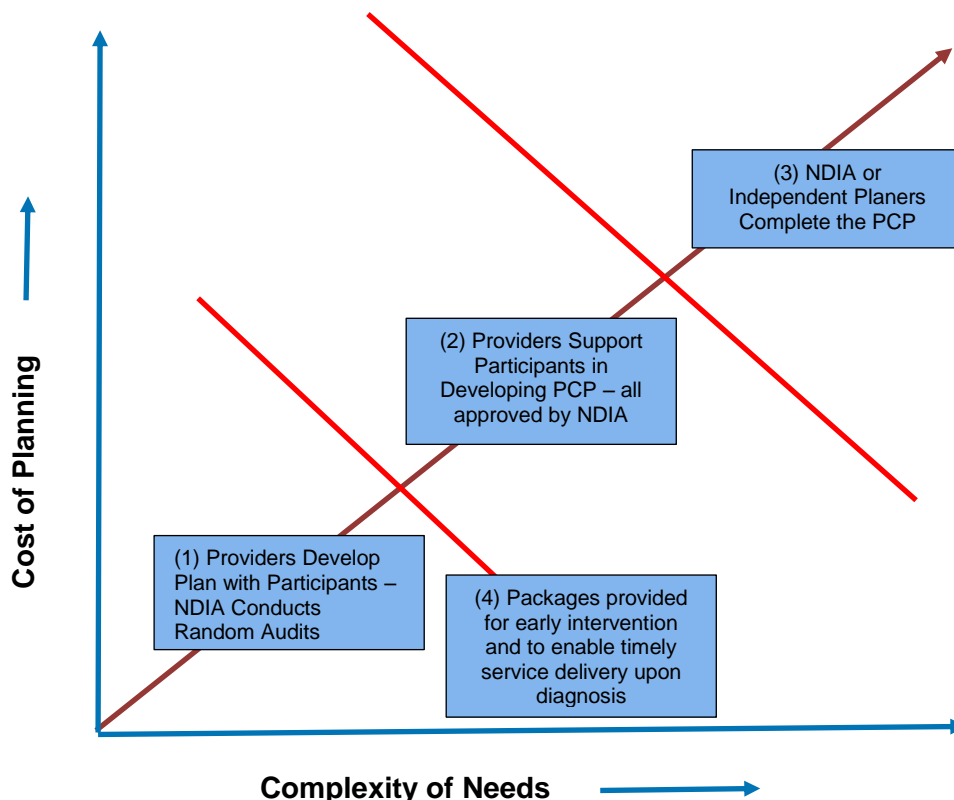 (3) NDIA or
Independent Planers
Complete the PCP
(2) Providers Support
Participants in
Developing PCP – all
approved by NDIA
Cost of Planning
(1) Providers Develop
Plan with Participants –
NDIA Conducts
Random Audits
(4) Packages provided
for early intervention
and to enable timely
service delivery upon
diagnosis
Complexity of Needs